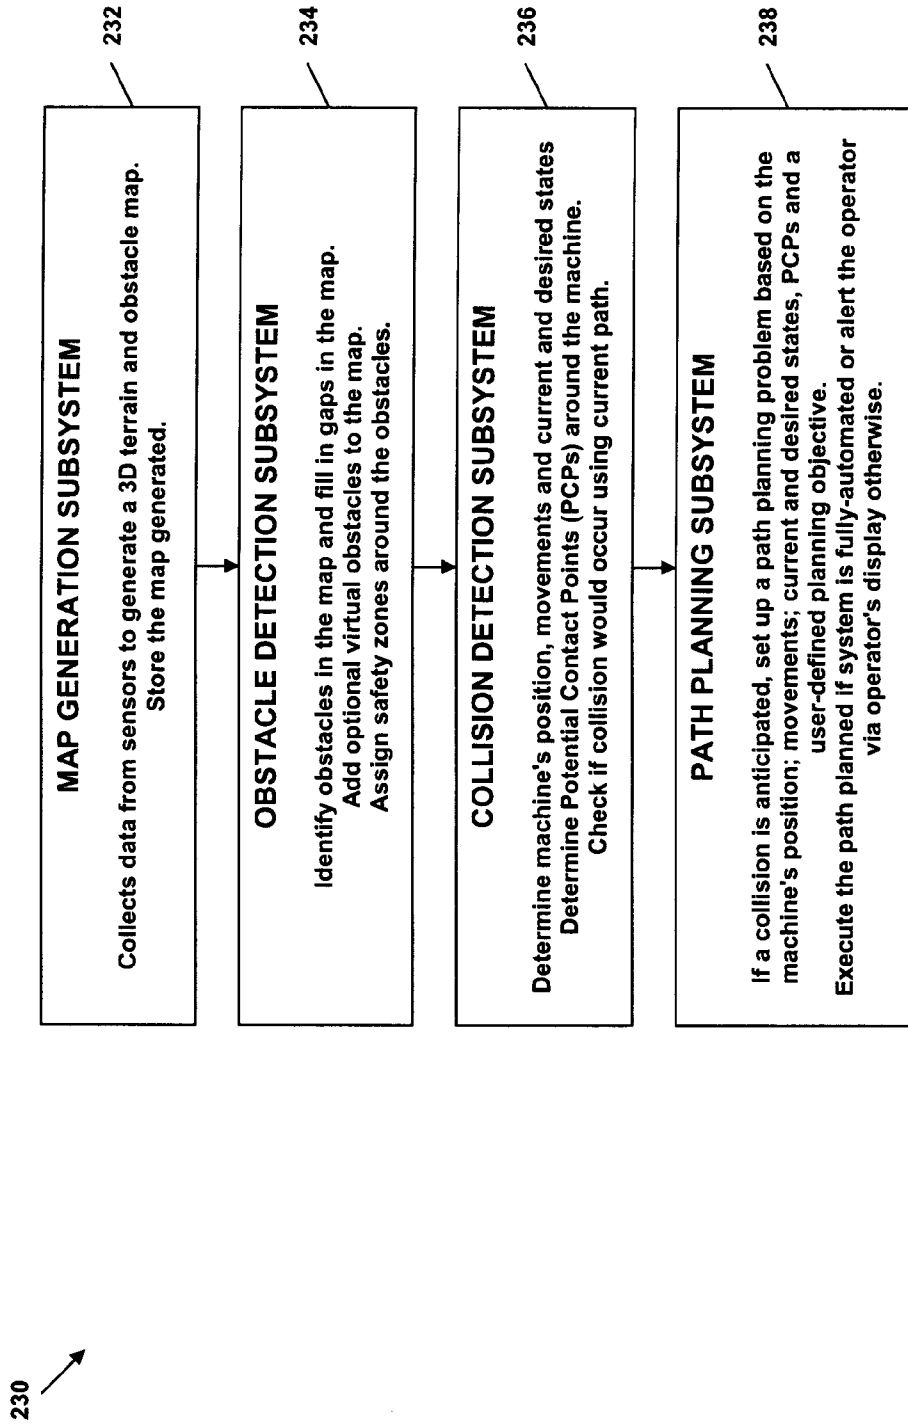 230
MAP GENERATION SUBSYSTEM
Collects data from sensors to generate a 3D terrain and obstacle map.
Store the map generated.
232
OBSTACLE DETECTION SUBSYSTEM
Identify obstacles in the map and fill in gaps in the map.
Add optional virtual obstacles to the map.
Assign safety zones around the obstacles.
234
COLLISION DETECTION SUBSYSTEM
Determine machine's position, movements and current and desired states
Determine Potential Contact Points (PCPs) around the machine.
Check if collision would occur using current path.
236
PATH PLANNING SUBSYSTEM
If a collision is anticipated, set up a path planning problem based on the
machine's position; movements; current and desired states, PCPs and a
user-defined planning objective.
Execute the path planned if system is fully-automated or alert the operator
via operator's display otherwise.
238